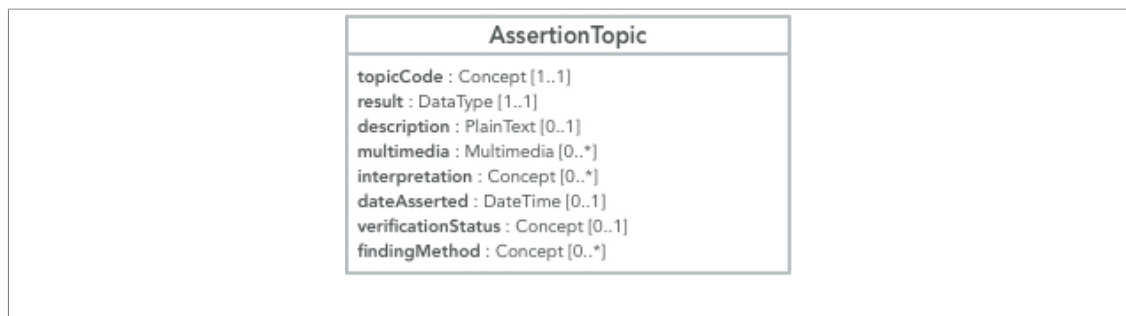 AssertionTopic
topicCode : Concept [1..1]
result : DataType [1..1]
description : PlainText [0..1]
multimedia : Multimedia [0..*]
interpretation : Concept [0..*]
dateAsserted : DateTime [0..1]
verificationStatus : Concept [0..1]
findingMethod : Concept [0..*]